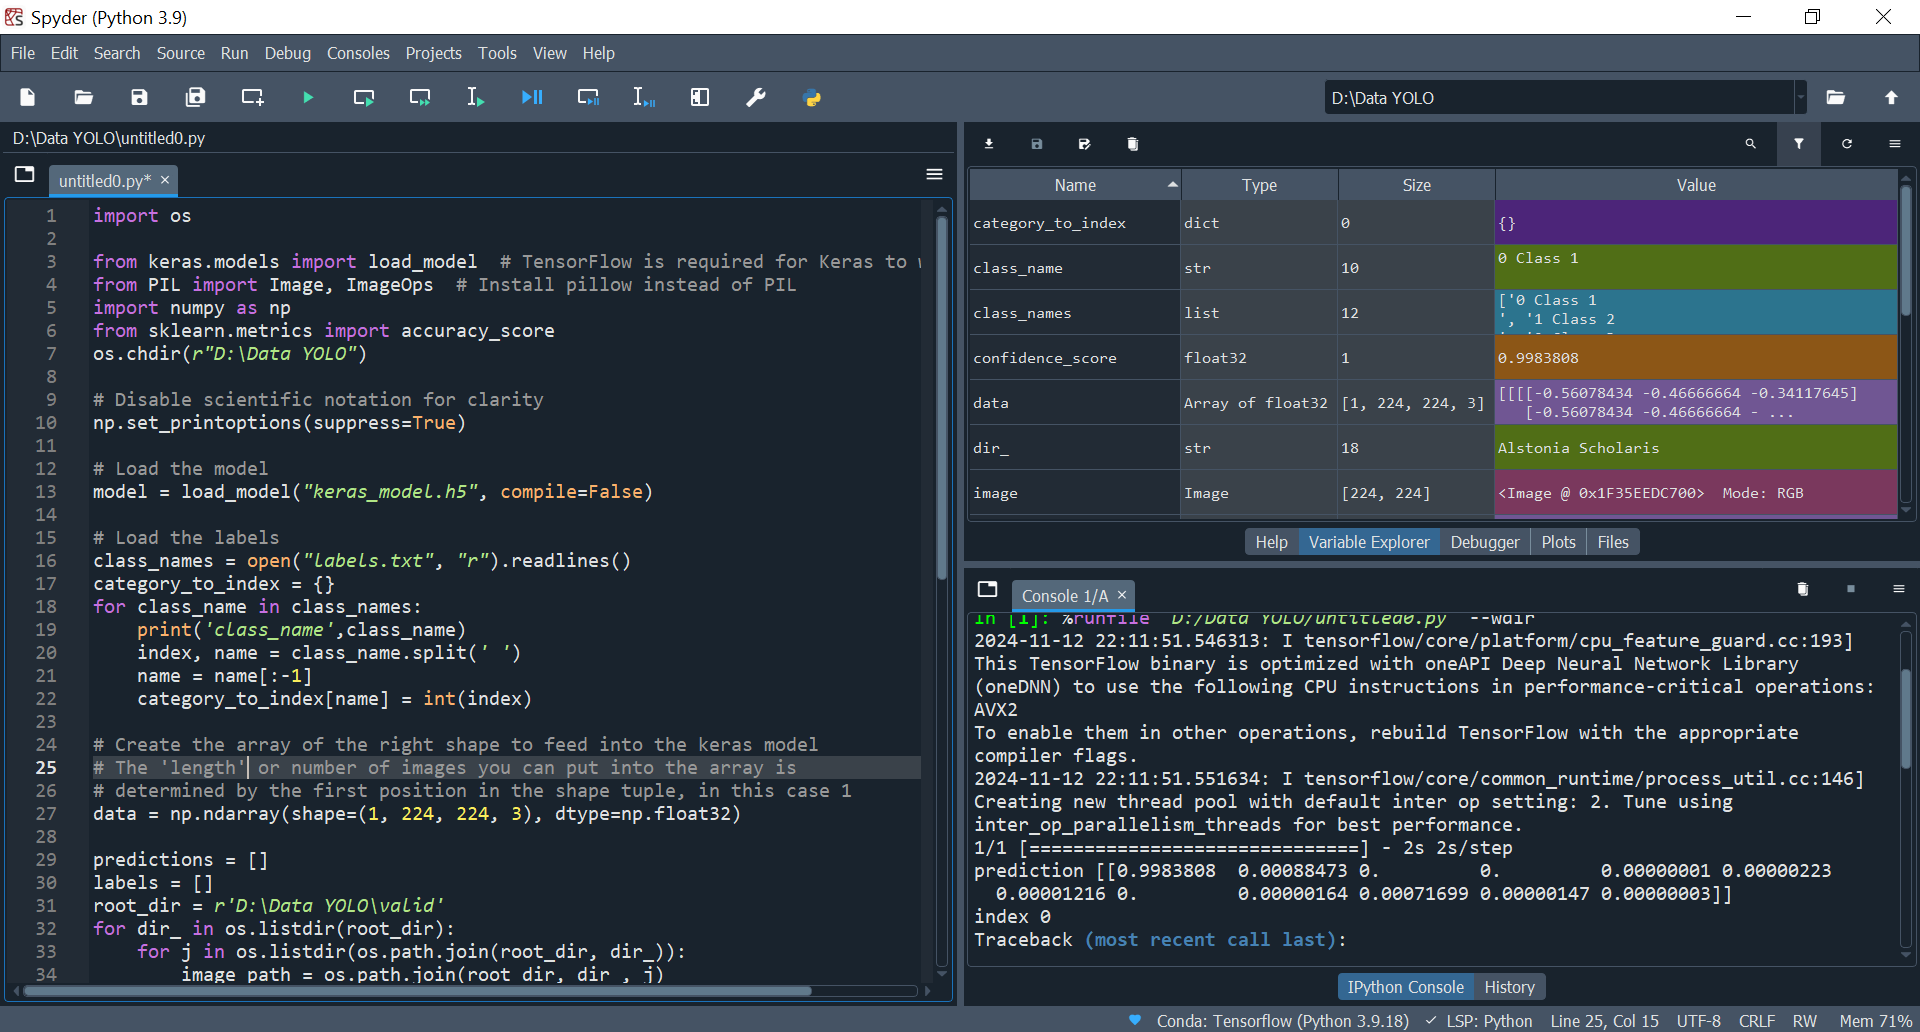 Spyder (Python 3.9)
File Edit Search Source Run Debug Consoles Projects Tools View Help
D:\Data YOLO
D:\Data YOLO\untitled0.py
untitled0.py*
1 import os
2
3 from keras.models import load_model  # TensorFlow is required for Keras to
4 from PIL import Image, ImageOps  # Install pillow instead of PIL
5 import numpy as np
6 from sklearn.metrics import accuracy_score
7 os.chdir(r"D:\Data YOLO")
8
9 # Disable scientific notation for clarity
10 np.set_printoptions(suppress=True)
11
12 # Load the model
13 model = load_model("keras_model.h5", compile=False)
14
15 # Load the labels
16 class_names = open("labels.txt", "r").readlines()
17 category_to_index = {}
18 for class_name in class_names:
19     print('class_name',class_name)
20     index, name = class_name.split(' ')
21     name = name[:-1]
22     category_to_index[name] = int(index)
23
24 # Create the array of the right shape to feed into the keras model
25 # The 'length' or number of images you can put into the array is
26 # determined by the first position in the shape tuple, in this case 1
27 data = np.ndarray(shape=(1, 224, 224, 3), dtype=np.float32)
28
29 predictions = []
30 labels = []
31 root_dir = r'D:\Data YOLO\valid'
32 for dir_ in os.listdir(root_dir):
33     for j in os.listdir(os.path.join(root_dir, dir_)):
34         image_path = os.path.join(root_dir, dir_, j)
Name Type Size Value
category_to_index dict 0 {}
class_name str 10 0 Class 1
class_names list 12 ['0 Class 1
', '1 Class 2
confidence_score float32 1 0.9983808
data Array of float32 [1, 224, 224, 3] [[[[-0.56078434 -0.46666664 -0.34117645]
[-0.56078434 -0.46666664 - ...
dir_ str 18 Alstonia Scholaris
image Image [224, 224] <Image @ 0x1F35EEDC700>  Mode: RGB
Help Variable Explorer Debugger Plots Files
Console 1/A
In [1]: %runfile 'D:/Data YOLO/untitled0.py' --wdir
2024-11-12 22:11:51.546313: I tensorflow/core/platform/cpu_feature_guard.cc:193]
This TensorFlow binary is optimized with oneAPI Deep Neural Network Library
(oneDNN) to use the following CPU instructions in performance-critical operations:
AVX2
To enable them in other operations, rebuild TensorFlow with the appropriate
compiler flags.
2024-11-12 22:11:51.551634: I tensorflow/core/common_runtime/process_util.cc:146]
Creating new thread pool with default inter op setting: 2. Tune using
inter_op_parallelism_threads for best performance.
1/1 [==============================] - 2s 2s/step
prediction [[0.9983808  0.00088473 0.         0.         0.00000001 0.00000223
0.00001216 0.         0.00000164 0.00071699 0.00000147 0.00000003]]
index 0
Traceback (most recent call last):
IPython Console History
Conda: Tensorflow (Python 3.9.18) LSP: Python Line 25, Col 15 UTF-8 CRLF RW Mem 71%